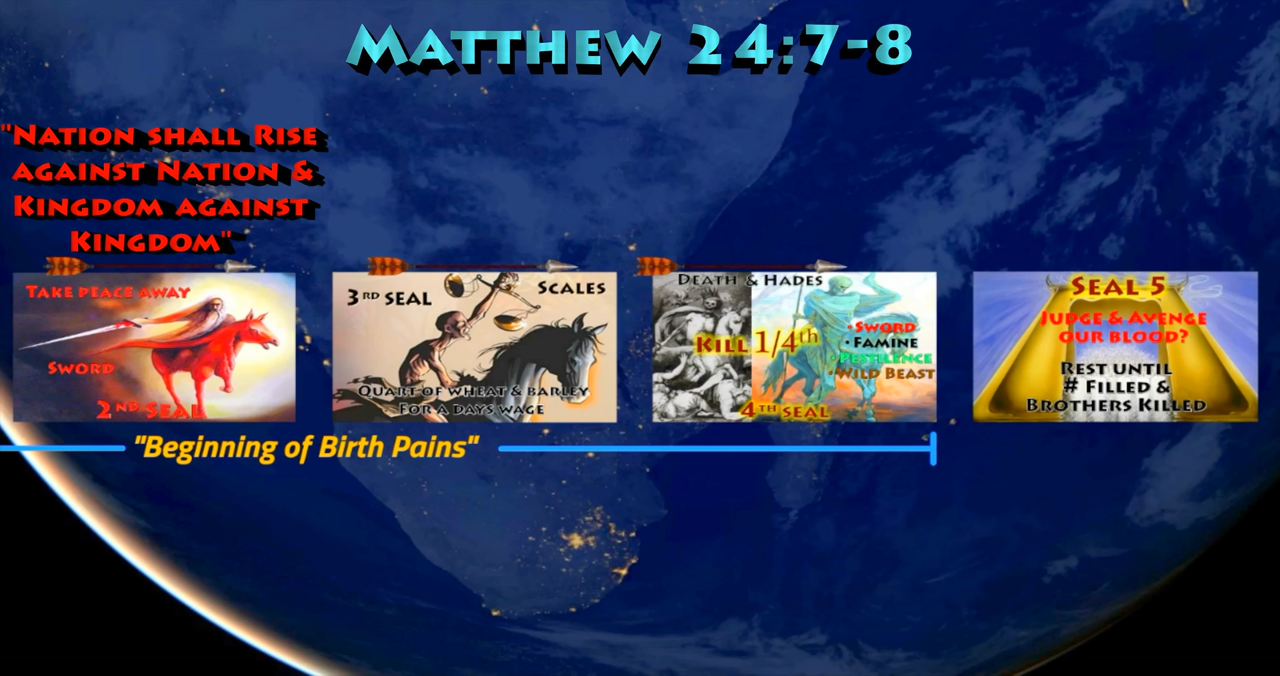 Matthew 24:7-8
"Nation shall Rise
against Nation &
Kingdom against
Kingdom"
Take peace away
Sword
2nd Seal
3rd Seal
Scales
Quart of wheat & barley
For a days wage
Death & Hades
Kill 1/4th
• Sword
• Famine
• Pestilence
• Wild Beast
4th Seal
Seal 5
Judge & Avenge
our blood?
Rest until
# Filled &
Brothers Killed
"Beginning of Birth Pains"